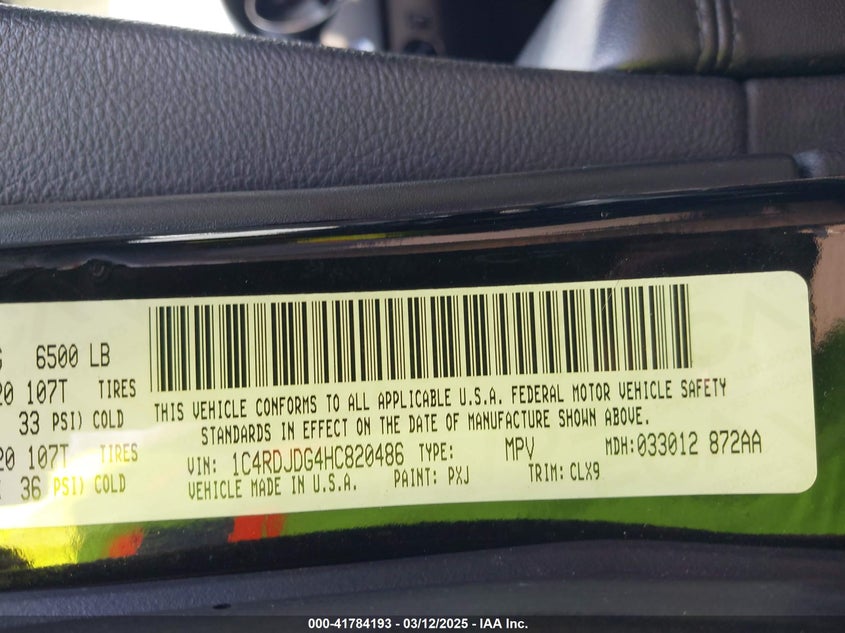 6500 LB
20 107T TIRES
33 PSI) COLD
20 107T TIRES
36 PSI) COLD
THIS VEHICLE CONFORMS TO ALL APPLICABLE U.S.A. FEDERAL MOTOR VEHICLE SAFETY
STANDARDS IN EFFECT ON THE DATE OF MANUFACTURE SHOWN ABOVE.
VIN: 1C4RDJDG4HC820486 TYPE: MPV MDH:033012 872AA
VEHICLE MADE IN U.S.A. PAINT: PXJ TRIM: CLX9
000-41784193 - 03/12/2025 - IAA Inc.